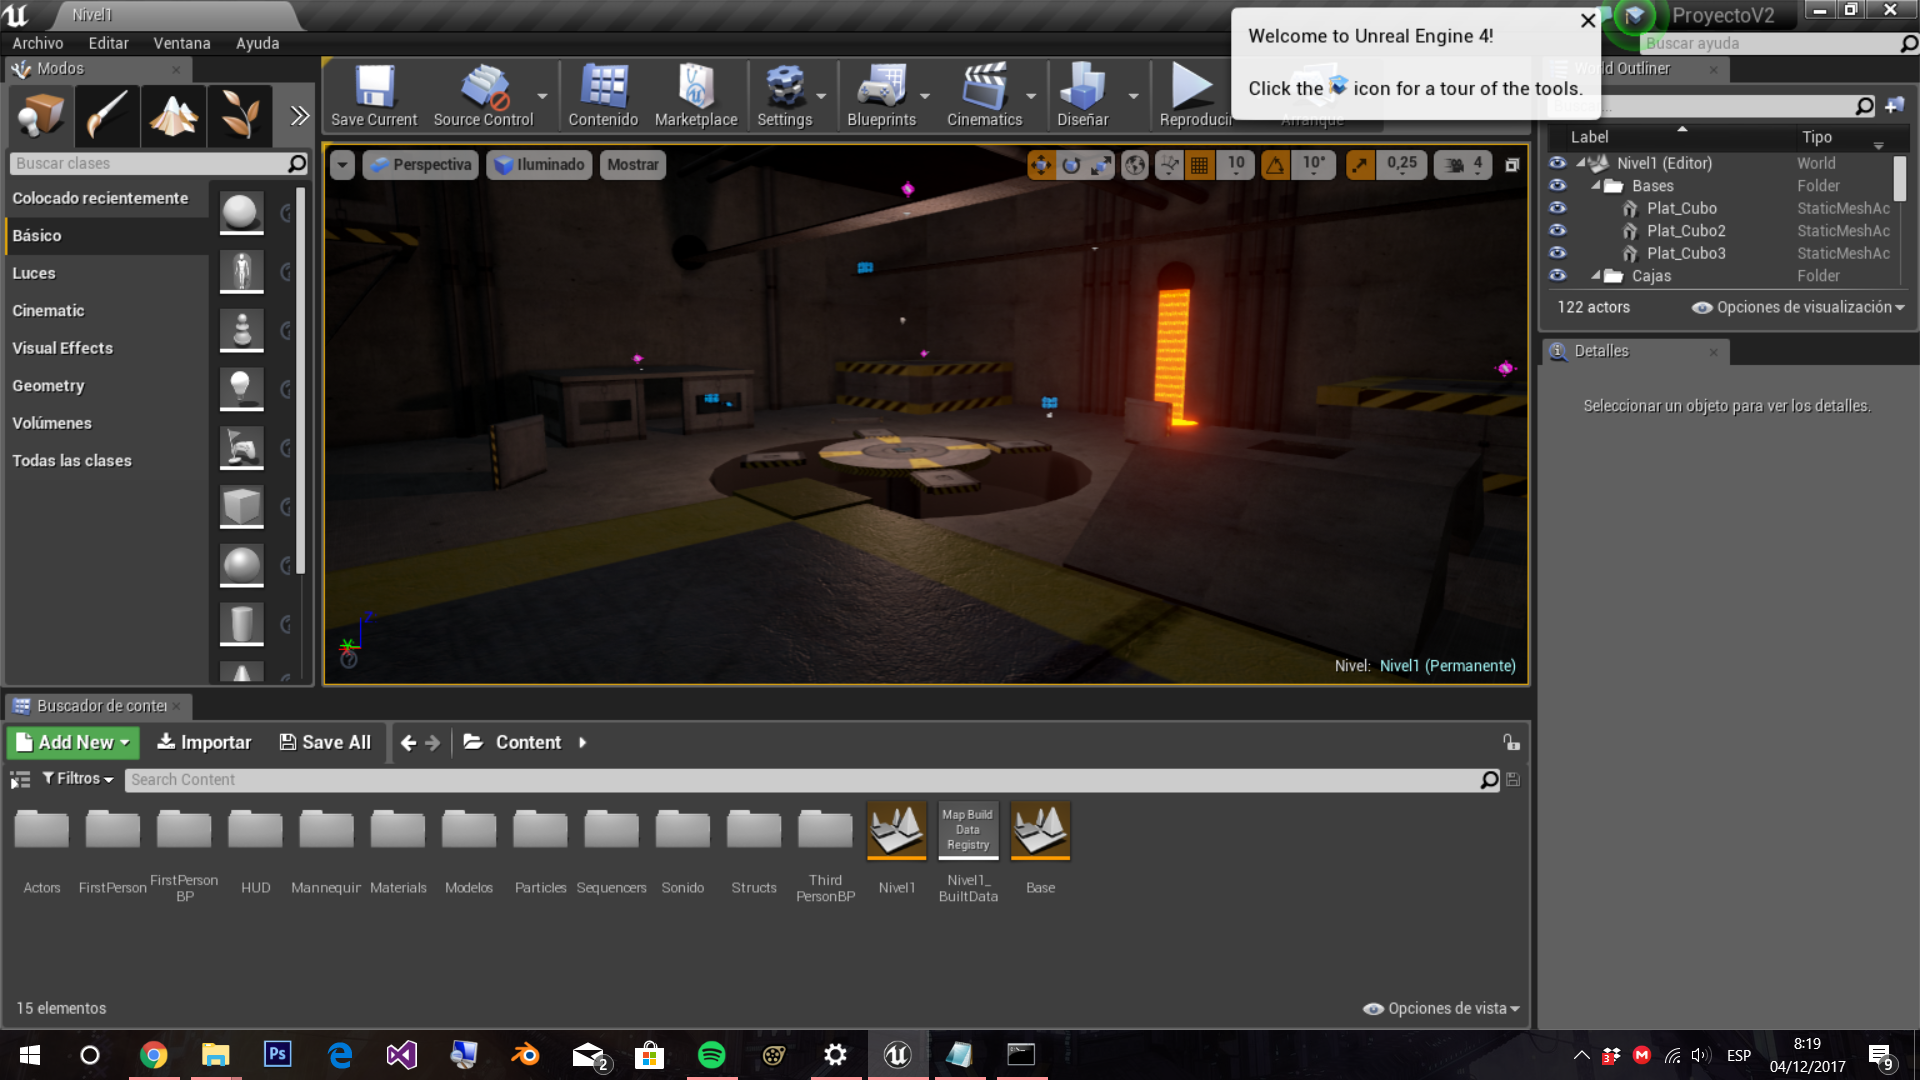 Nivel1
ProyectoV2
Archivo Editar Ventana Ayuda
Buscar ayuda
Welcome to Unreal Engine 4!
Click the icon for a tour of the tools.
Modos
Buscar clases
Colocado recientemente
Básico
Luces
Cinematic
Visual Effects
Geometry
Volúmenes
Todas las clases
Save Current
Source Control
Contenido
Marketplace
Settings
Blueprints
Cinematics
Diseñar
Reproducir
Arranque
Perspectiva
Iluminado
Mostrar
10
10°
0,25
4
Z
Nivel: Nivel1 (Permanente)
World Outliner
Label Tipo
Nivel1 (Editor) World
Bases Folder
Plat_Cubo StaticMeshAc
Plat_Cubo2 StaticMeshAc
Plat_Cubo3 StaticMeshAc
Cajas Folder
122 actors
Opciones de visualización
Detalles
Seleccionar un objeto para ver los detalles.
Buscador de conter
Add New
Importar
Save All
Content
Filtros
Search Content
Actors
FirstPerson
FirstPerson
BP
HUD
Mannequin
Materials
Modelos
Particles
Sequencers
Sonido
Structs
Third
PersonBP
Nivel1
Map Build
Data
Registry
Nivel1_
BuiltData
Base
15 elementos
Opciones de vista
Ps
2
3
M
ESP
8:19
04/12/2017
9